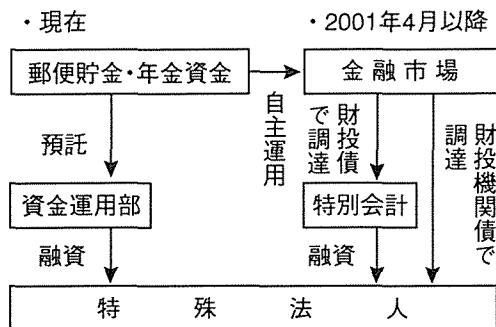 ・現在
・2001年4月以降
郵便貯金・年金資金
金融市場
預託
自主運用
財投債
で調達
財投機関債で
調達
資金運用部
特別会計
融資
融資
特殊法人